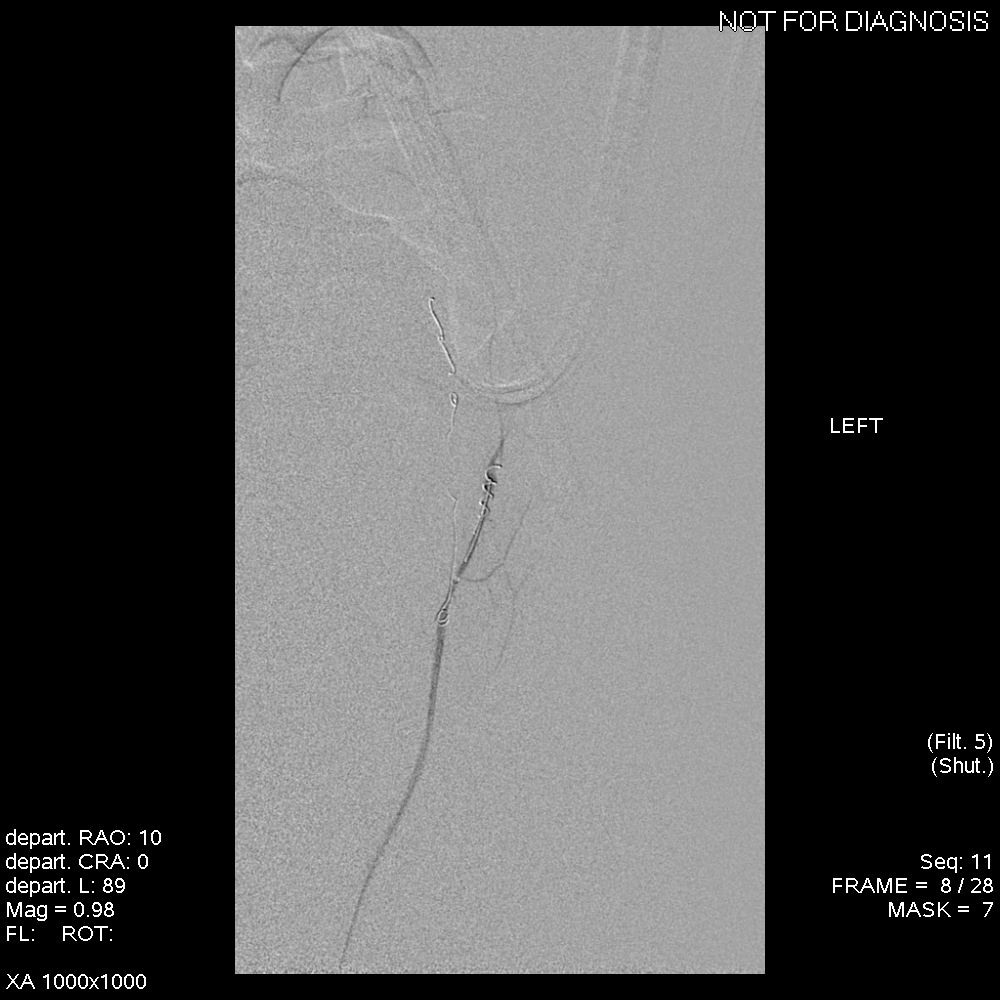 NOT FOR DIAGNOSIS
LEFT
(Filt. 5)
(Shut.)
depart. RAO: 10
depart. CRA: 0
depart. L: 89
Mag = 0.98
FL: ROT:
XA 1000x1000
Seq: 11
FRAME = 8 / 28
MASK = 7